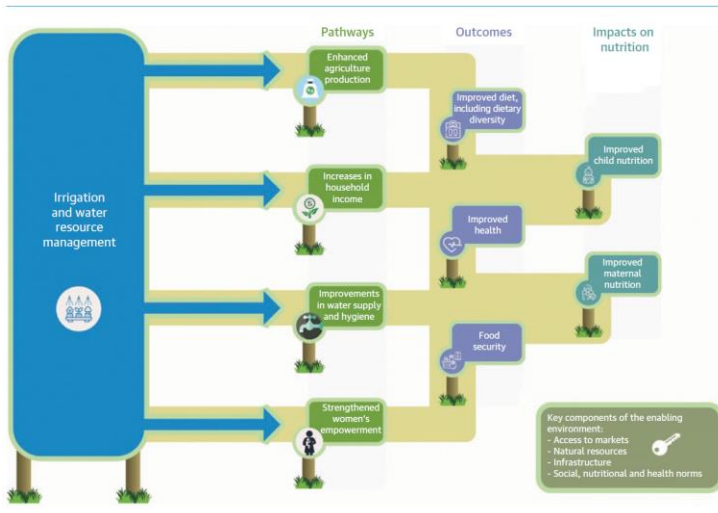 Pathways
Outcomes
Impacts on
nutrition
Irrigation
and water
resource
management
Enhanced
agriculture
production
Increases in
household
income
Improvements
in water supply
and hygiene
Strengthened
women's
empowerment
Improved diet,
including dietary
diversity
Improved
health
Food
security
Improved
child nutrition
Improved
maternal
nutrition
Key components of the enabling
environment:
- Access to markets
- Natural resources
- Infrastructure
- Social, nutritional and health norms